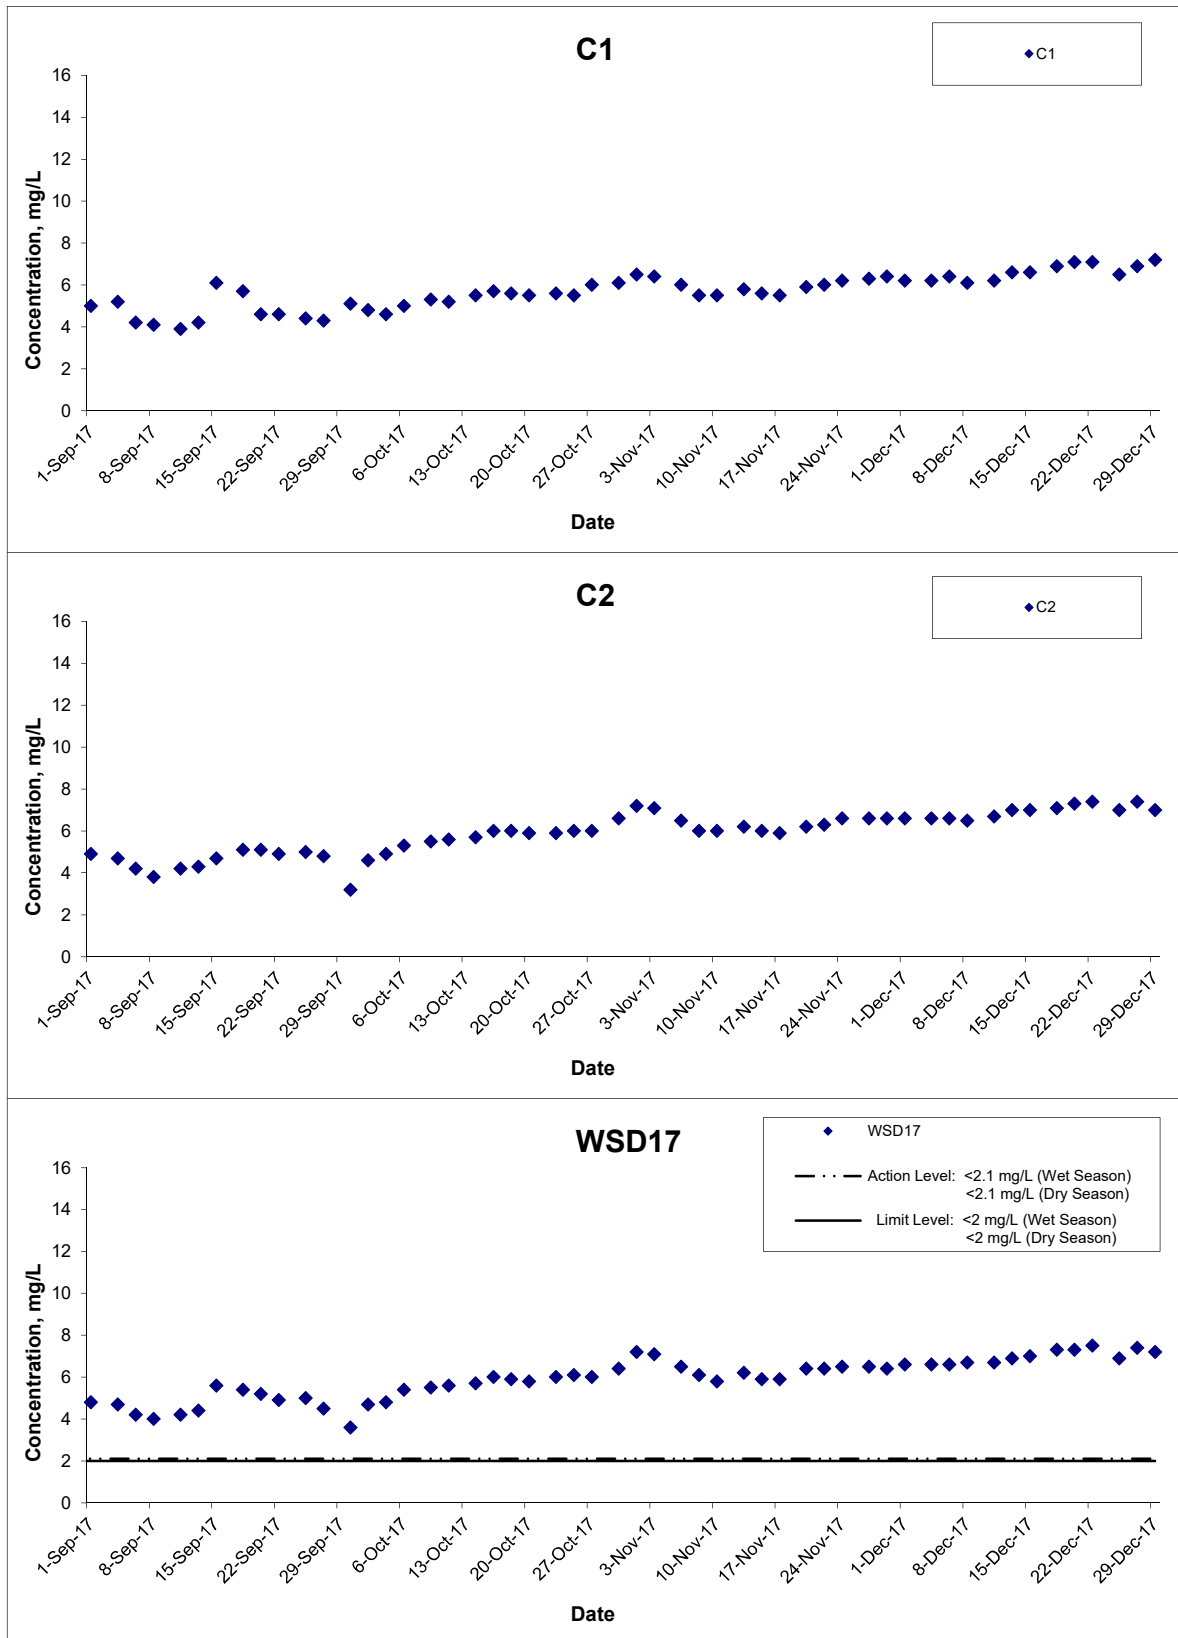 C1
C1
Concentration, mg/L
16
14
12
10
8
6
4
2
0
1-Sep-17
8-Sep-17
15-Sep-17
22-Sep-17
29-Sep-17
6-Oct-17
13-Oct-17
20-Oct-17
27-Oct-17
3-Nov-17
10-Nov-17
17-Nov-17
24-Nov-17
1-Dec-17
8-Dec-17
15-Dec-17
22-Dec-17
29-Dec-17
Date
C2
C2
Concentration, mg/L
16
14
12
10
8
6
4
2
0
1-Sep-17
8-Sep-17
15-Sep-17
22-Sep-17
29-Sep-17
6-Oct-17
13-Oct-17
20-Oct-17
27-Oct-17
3-Nov-17
10-Nov-17
17-Nov-17
24-Nov-17
1-Dec-17
8-Dec-17
15-Dec-17
22-Dec-17
29-Dec-17
Date
WSD17
WSD17
Action Level: <2.1 mg/L (Wet Season)
<2.1 mg/L (Dry Season)
Limit Level: <2 mg/L (Wet Season)
<2 mg/L (Dry Season)
Concentration, mg/L
16
14
12
10
8
6
4
2
0
1-Sep-17
8-Sep-17
15-Sep-17
22-Sep-17
29-Sep-17
6-Oct-17
13-Oct-17
20-Oct-17
27-Oct-17
3-Nov-17
10-Nov-17
17-Nov-17
24-Nov-17
1-Dec-17
8-Dec-17
15-Dec-17
22-Dec-17
29-Dec-17
Date